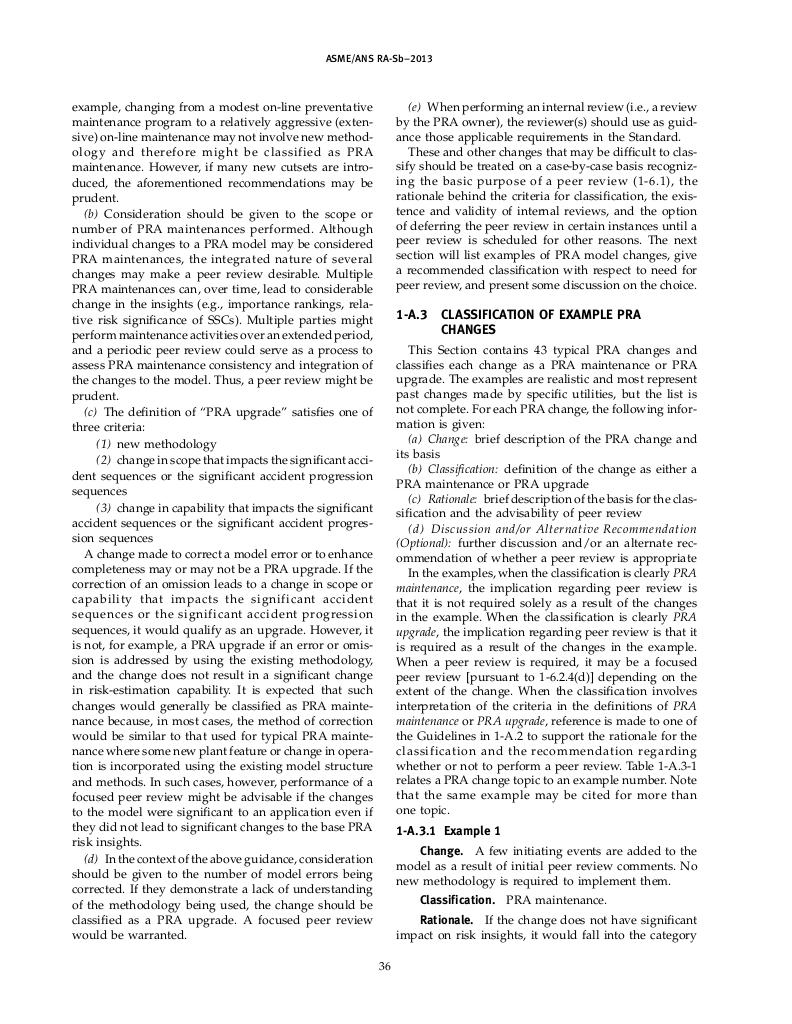 ASME/ANS RA-Sb–2013
example, changing from a modest on-line preventative
maintenance program to a relatively aggressive (exten-
sive) on-line maintenance may not involve new method-
ology and therefore might be classified as PRA
maintenance. However, if many new cutsets are intro-
duced, the aforementioned recommendations may be
prudent.
(b) Consideration should be given to the scope or
number of PRA maintenances performed. Although
individual changes to a PRA model may be considered
PRA maintenances, the integrated nature of several
changes may make a peer review desirable. Multiple
PRA maintenances can, over time, lead to considerable
change in the insights (e.g., importance rankings, rela-
tive risk significance of SSCs). Multiple parties might
perform maintenance activities over an extended period,
and a periodic peer review could serve as a process to
assess PRA maintenance consistency and integration of
the changes to the model. Thus, a peer review might be
prudent.
(c) The definition of “PRA upgrade” satisfies one of
three criteria:
(1) new methodology
(2) change in scope that impacts the significant acci-
dent sequences or the significant accident progression
sequences
(3) change in capability that impacts the significant
accident sequences or the significant accident progres-
sion sequences
A change made to correct a model error or to enhance
completeness may or may not be a PRA upgrade. If the
correction of an omission leads to a change in scope or
capability that impacts the significant accident
sequences or the significant accident progression
sequences, it would qualify as an upgrade. However, it
is not, for example, a PRA upgrade if an error or omis-
sion is addressed by using the existing methodology,
and the change does not result in a significant change
in risk-estimation capability. It is expected that such
changes would generally be classified as PRA mainte-
nance because, in most cases, the method of correction
would be similar to that used for typical PRA mainte-
nance where some new plant feature or change in opera-
tion is incorporated using the existing model structure
and methods. In such cases, however, performance of a
focused peer review might be advisable if the changes
to the model were significant to an application even if
they did not lead to significant changes to the base PRA
risk insights.
(d) In the context of the above guidance, consideration
should be given to the number of model errors being
corrected. If they demonstrate a lack of understanding
of the methodology being used, the change should be
classified as a PRA upgrade. A focused peer review
would be warranted.
(e) When performing an internal review (i.e., a review
by the PRA owner), the reviewer(s) should use as guid-
ance those applicable requirements in the Standard.
These and other changes that may be difficult to clas-
sify should be treated on a case-by-case basis recogniz-
ing the basic purpose of a peer review (1-6.1), the
rationale behind the criteria for classification, the exis-
tence and validity of internal reviews, and the option
of deferring the peer review in certain instances until a
peer review is scheduled for other reasons. The next
section will list examples of PRA model changes, give
a recommended classification with respect to need for
peer review, and present some discussion on the choice.
1-A.3 CLASSIFICATION OF EXAMPLE PRA
CHANGES
This Section contains 43 typical PRA changes and
classifies each change as a PRA maintenance or PRA
upgrade. The examples are realistic and most represent
past changes made by specific utilities, but the list is
not complete. For each PRA change, the following infor-
mation is given:
(a) Change: brief description of the PRA change and
its basis
(b) Classification: definition of the change as either a
PRA maintenance or PRA upgrade
(c) Rationale: brief description of the basis for the clas-
sification and the advisability of peer review
(d) Discussion and/or Alternative Recommendation
(Optional): further discussion and/or an alternate rec-
ommendation of whether a peer review is appropriate
In the examples, when the classification is clearly PRA
maintenance, the implication regarding peer review is
that it is not required solely as a result of the changes
in the example. When the classification is clearly PRA
upgrade, the implication regarding peer review is that it
is required as a result of the changes in the example.
When a peer review is required, it may be a focused
peer review [pursuant to 1-6.2.4(d)] depending on the
extent of the change. When the classification involves
interpretation of the criteria in the definitions of PRA
maintenance or PRA upgrade, reference is made to one of
the Guidelines in 1-A.2 to support the rationale for the
classification and the recommendation regarding
whether or not to perform a peer review. Table 1-A.3-1
relates a PRA change topic to an example number. Note
that the same example may be cited for more than
one topic.
1-A.3.1 Example 1
Change. A few initiating events are added to the
model as a result of initial peer review comments. No
new methodology is required to implement them.
Classification. PRA maintenance.
Rationale. If the change does not have significant
impact on risk insights, it would fall into the category
36